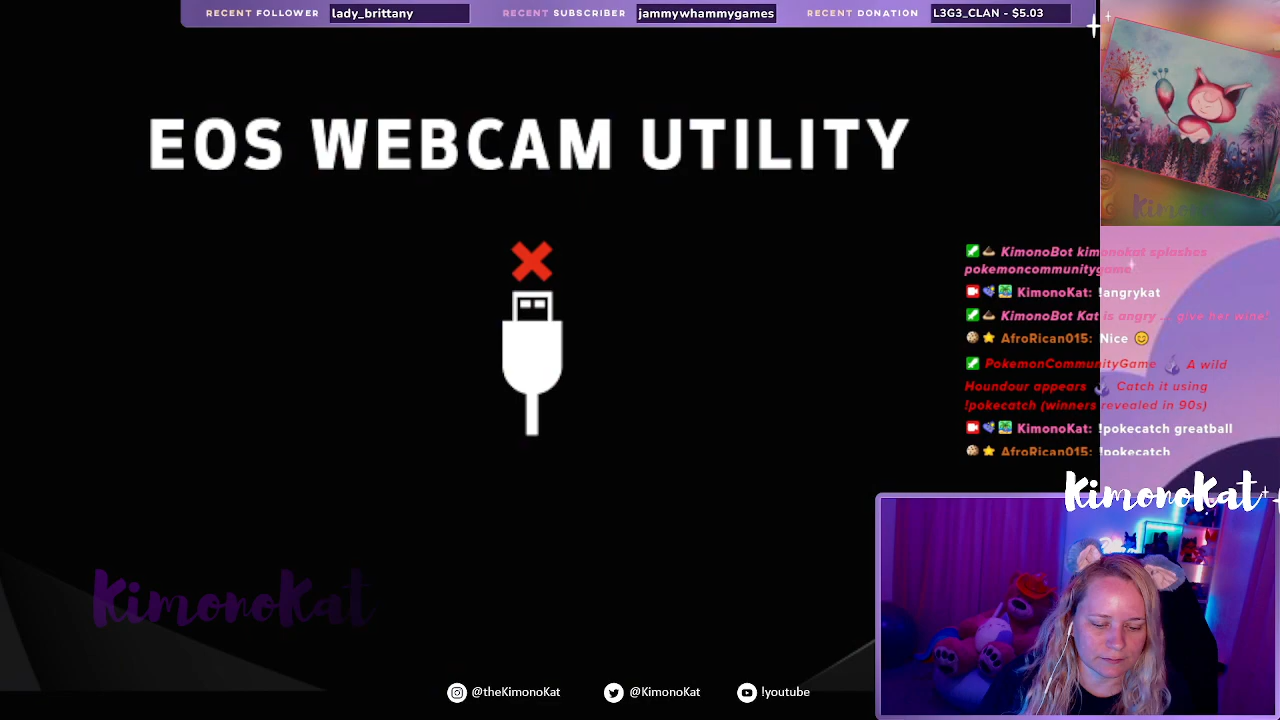 RECENT FOLLOWER lady_brittany RECENT SUBSCRIBER jammywhammygames RECENT DONATION L3G3_CLAN - $5.03
EOS WEBCAM UTILITY
KimonoBot kimonokat splashes
pokemoncommunitygame
KimonoKat: !angrykat
KimonoBot Kat is angry ... give her wine!
AfroRican015: Nice
PokemonCommunityGame A wild
Houndour appears Catch it using
!pokecatch (winners revealed in 90s)
KimonoKat: !pokecatch greatball
AfroRican015: !pokecatch
KimonoKat
KimonoKat
@theKimonoKat @KimonoKat !youtube